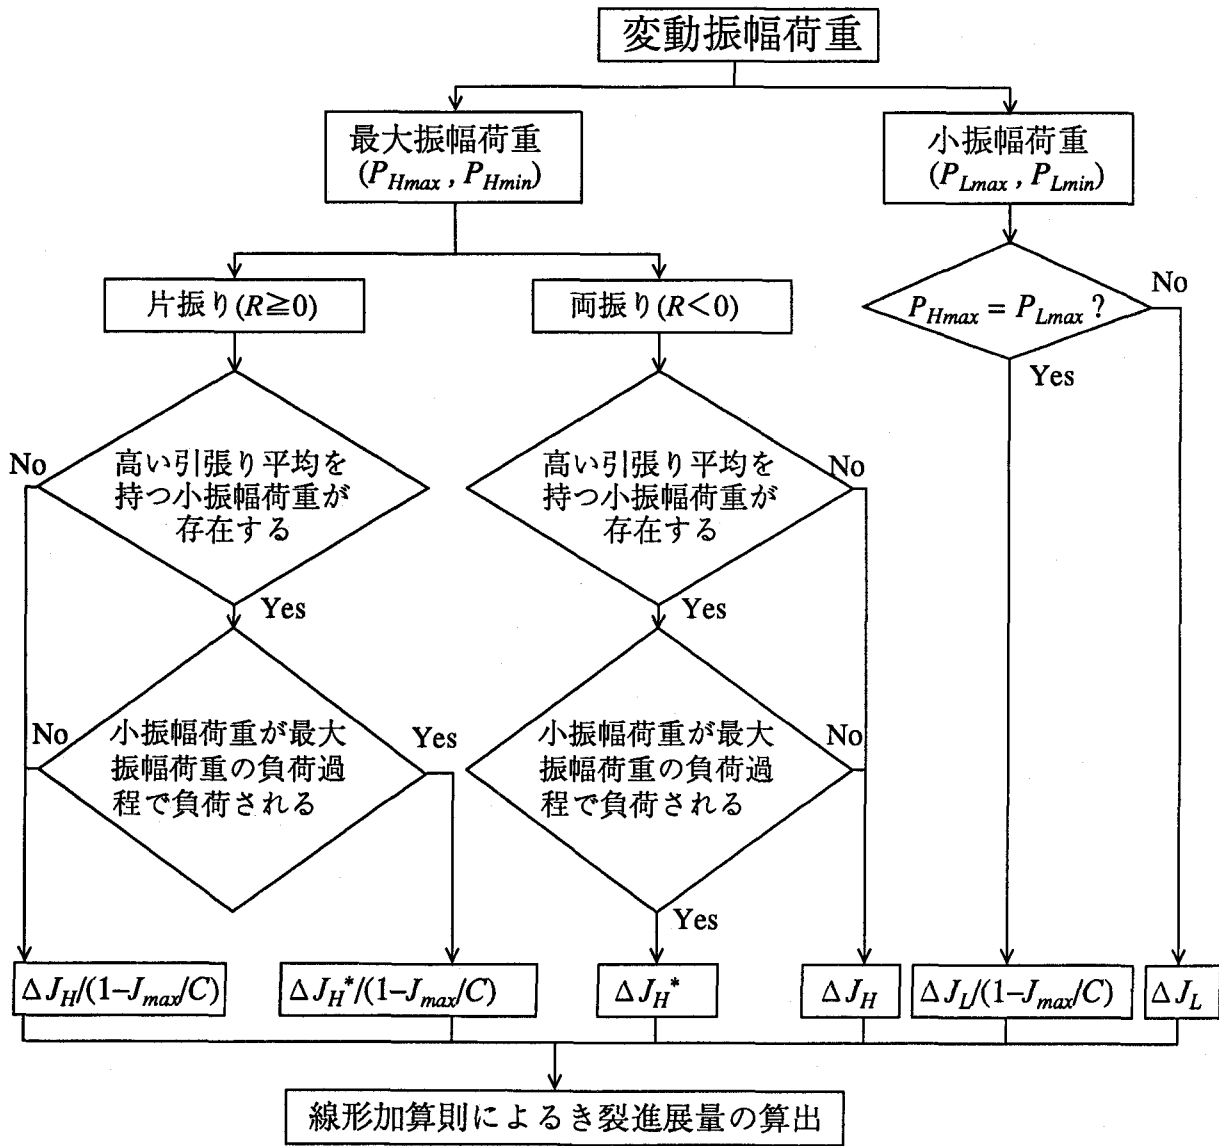 変動振幅荷重
最大振幅荷重
(P_Hmax , P_Hmin)
小振幅荷重
(P_Lmax , P_Lmin)
片振り(R≧0)
両振り(R<0)
P_Hmax = P_Lmax ?
No
Yes
No
高い引張り平均を
持つ小振幅荷重が
存在する
Yes
高い引張り平均を
持つ小振幅荷重が
存在する
No
Yes
No
小振幅荷重が最大
振幅荷重の負荷過
程で負荷される
Yes
小振幅荷重が最大
振幅荷重の負荷過
程で負荷される
No
Yes
ΔJ_H/(1–J_max/C)
ΔJ_H*/(1–J_max/C)
ΔJ_H*
ΔJ_H
ΔJ_L/(1–J_max/C)
ΔJ_L
線形加算則によるき裂進展量の算出